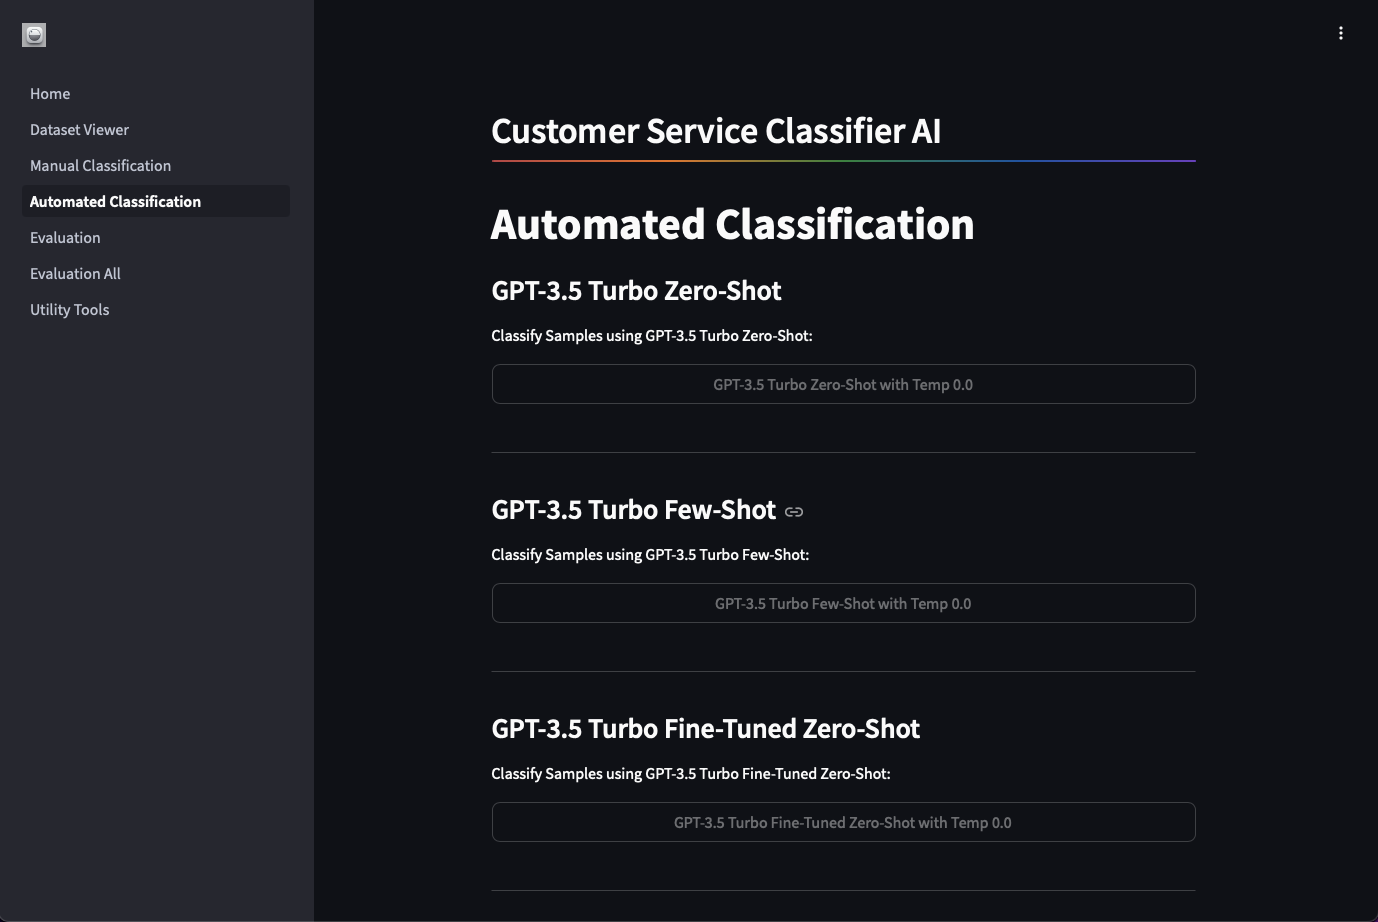 Home
Dataset Viewer
Manual Classification
Automated Classification
Evaluation
Evaluation All
Utility Tools
Customer Service Classifier AI
Automated Classification
GPT-3.5 Turbo Zero-Shot
Classify Samples using GPT-3.5 Turbo Zero-Shot:
GPT-3.5 Turbo Zero-Shot with Temp 0.0
GPT-3.5 Turbo Few-Shot
Classify Samples using GPT-3.5 Turbo Few-Shot:
GPT-3.5 Turbo Few-Shot with Temp 0.0
GPT-3.5 Turbo Fine-Tuned Zero-Shot
Classify Samples using GPT-3.5 Turbo Fine-Tuned Zero-Shot:
GPT-3.5 Turbo Fine-Tuned Zero-Shot with Temp 0.0